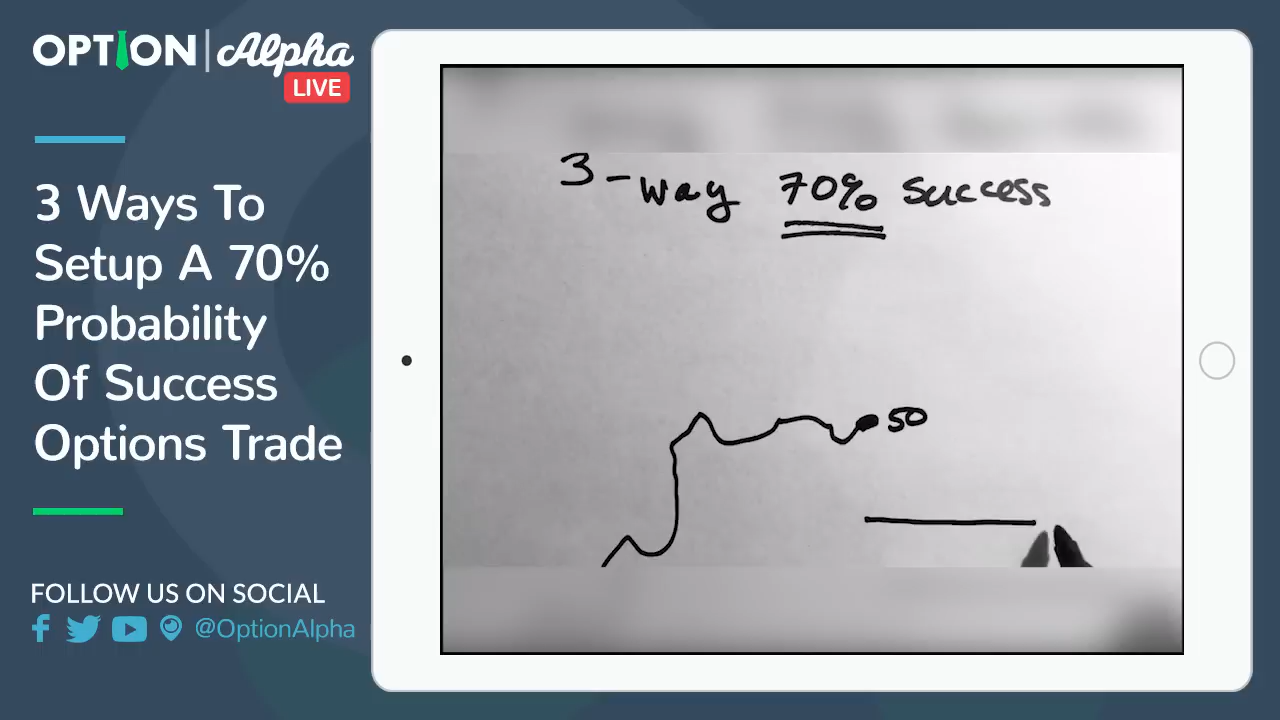 OPTION | Alpha
LIVE
3 Ways To
Setup A 70%
Probability
Of Success
Options Trade
FOLLOW US ON SOCIAL
@OptionAlpha
3-way 70% success
50